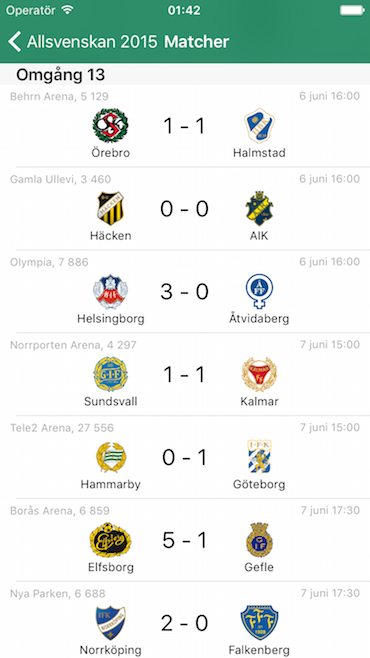 Operatör 01:42
Allsvenskan 2015 Matcher
Omgång 13
Behrn Arena, 5 129 6 juni 16:00
1 - 1
Örebro Halmstad
Gamla Ullevi, 3 460 6 juni 16:00
0 - 0
Häcken AIK
Olympia, 7 886 6 juni 16:00
3 - 0
Helsingborg Åtvidaberg
Norrporten Arena, 4 297 7 juni 15:00
1 - 1
Sundsvall Kalmar
Tele2 Arena, 27 556 7 juni 15:00
0 - 1
Hammarby Göteborg
Borås Arena, 6 859 7 juni 17:30
5 - 1
Elfsborg Gefle
Nya Parken, 6 688 7 juni 17:30
2 - 0
Norrköping Falkenberg